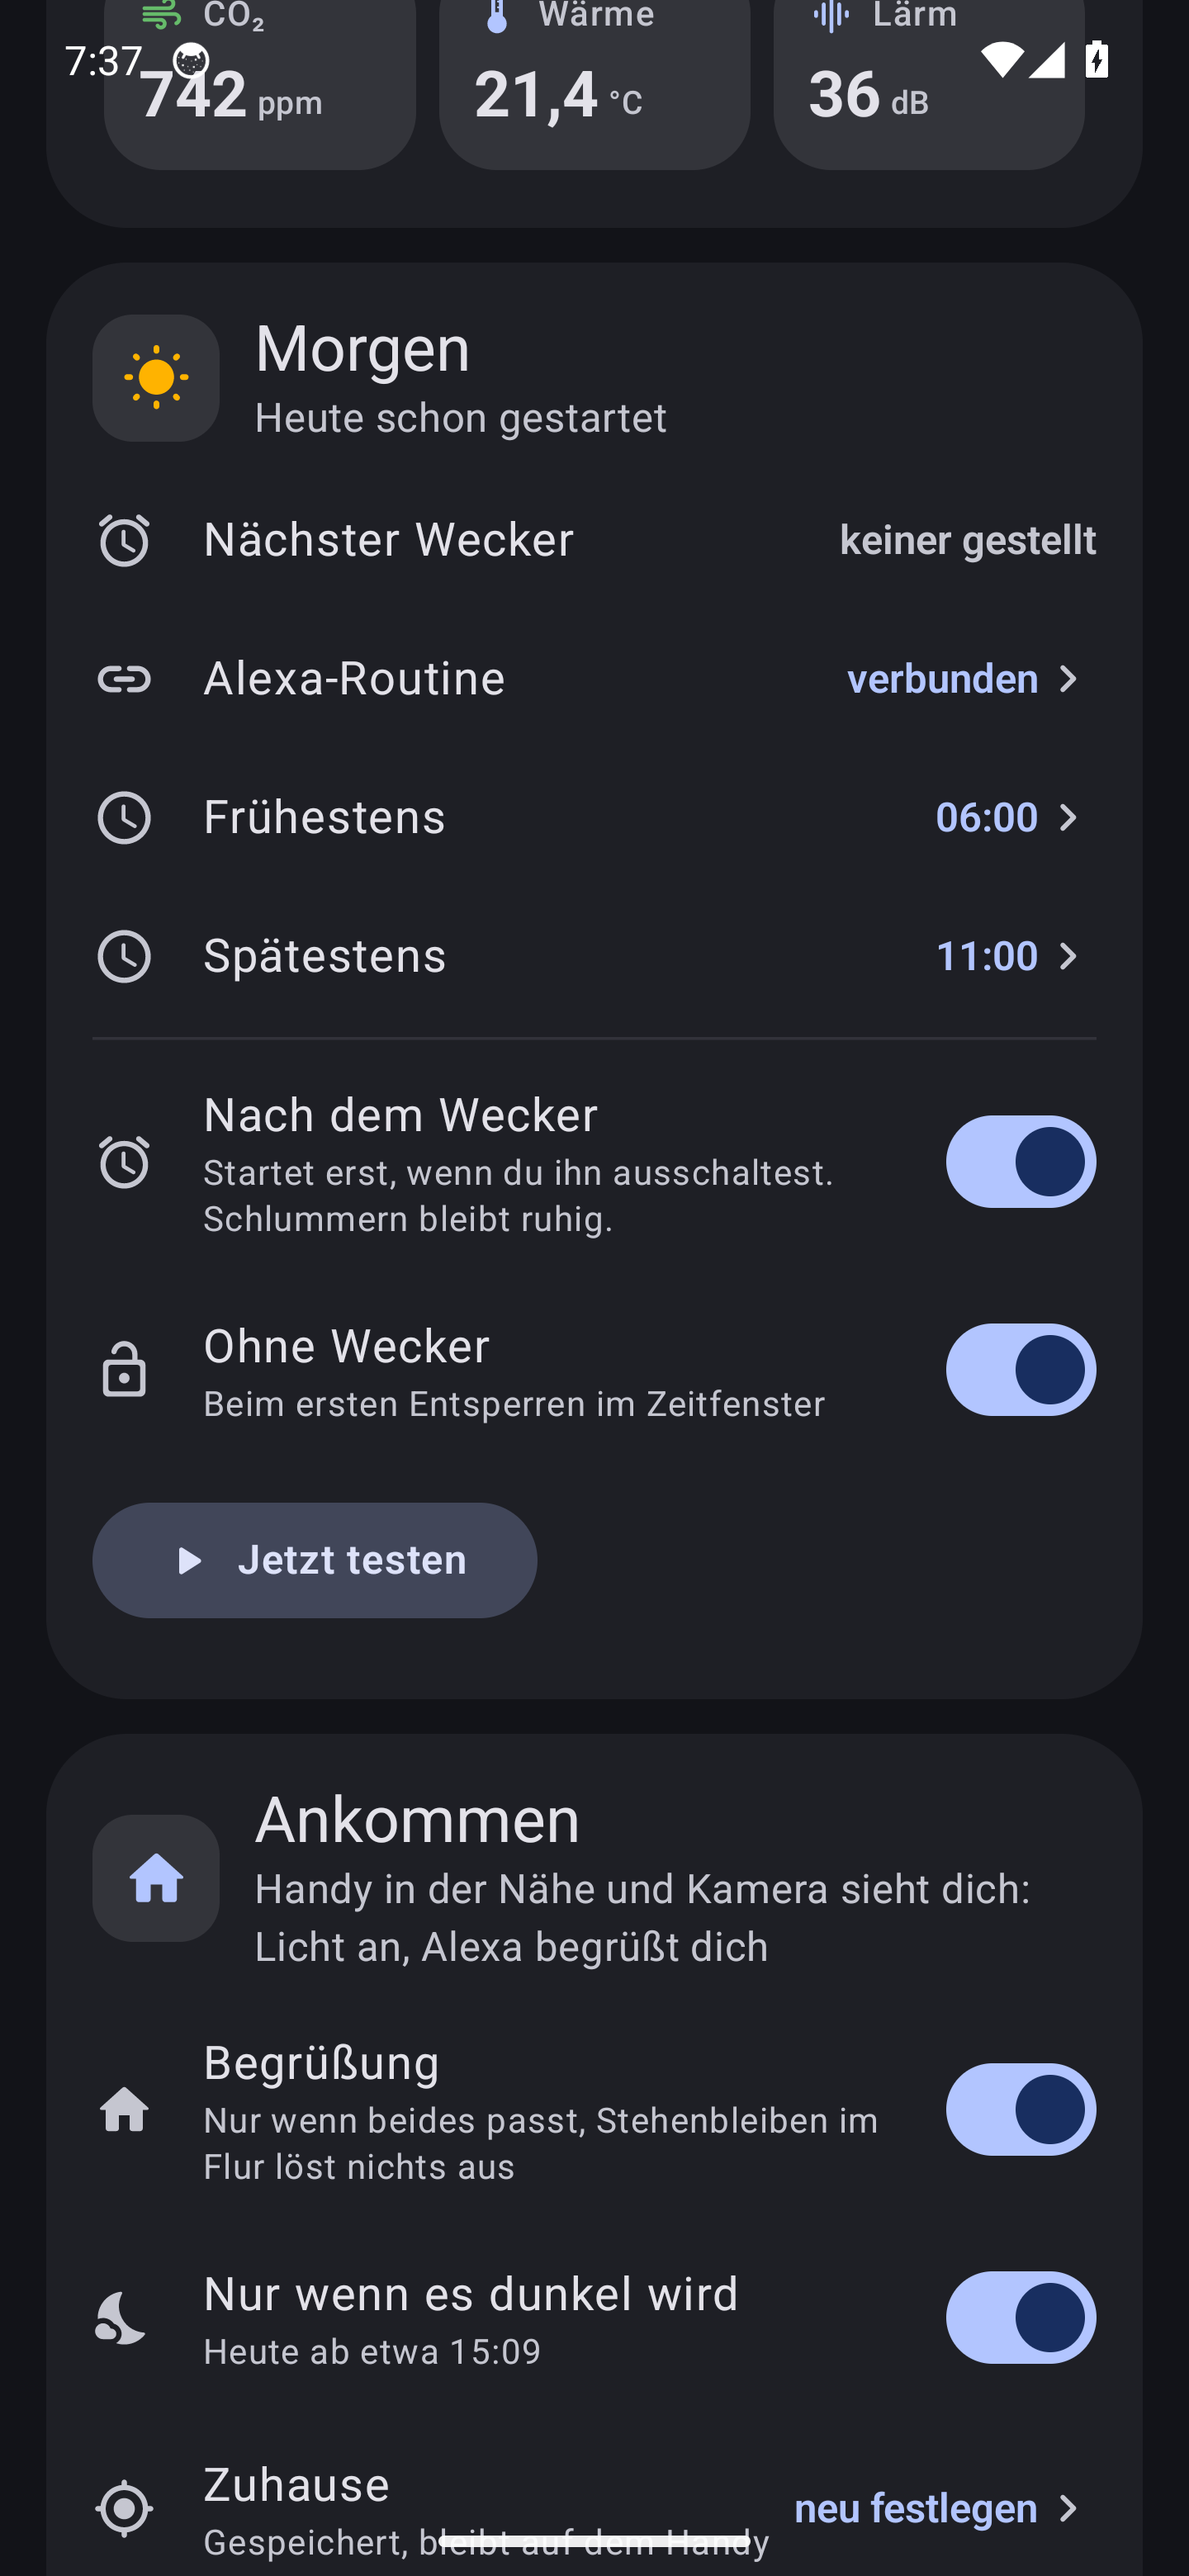 CO₂
Wärme
Lärm
7:37
742 ppm
21,4 °C
36 dB
Morgen
Heute schon gestartet
Nächster Wecker
keiner gestellt
Alexa-Routine
verbunden
Frühestens
06:00
Spätestens
11:00
Nach dem Wecker
Startet erst, wenn du ihn ausschaltest.
Schlummern bleibt ruhig.
Ohne Wecker
Beim ersten Entsperren im Zeitfenster
Jetzt testen
Ankommen
Handy in der Nähe und Kamera sieht dich:
Licht an, Alexa begrüßt dich
Begrüßung
Nur wenn beides passt, Stehenbleiben im
Flur löst nichts aus
Nur wenn es dunkel wird
Heute ab etwa 15:09
Zuhause
neu festlegen
Gespeichert, bleibt auf dem Handy